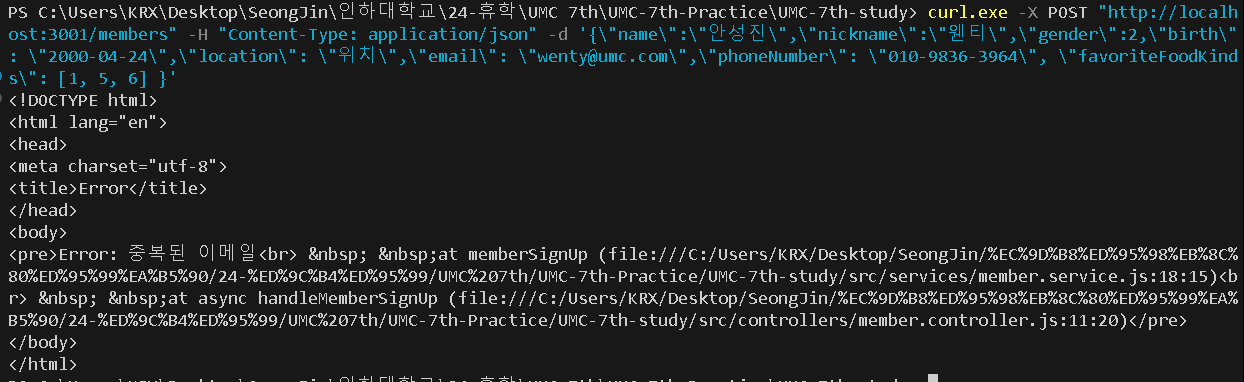 PS C:\Users\KRX\Desktop\SeongJin\인하대학교\24-휴학\UMC 7th\UMC-7th-Practice\UMC-7th-study> curl.exe -X POST "http://localh
ost:3001/members" -H "Content-Type: application/json" -d '{\"name\":\"안성진\",\"nickname\":\"웬티\",\"gender\":2,\"birth\"
: \"2000-04-24\",\"location\": \"위치\",\"email\": \"wenty@umc.com\",\"phoneNumber\": \"010-9836-3964\", \"favoriteFoodKind
s\": [1, 5, 6] }'
<!DOCTYPE html>
<html lang="en">
<head>
<meta charset="utf-8">
<title>Error</title>
</head>
<body>
<pre>Error: 중복된 이메일<br> &nbsp; &nbsp;at memberSignUp (file:///C:/Users/KRX/Desktop/SeongJin/%EC%9D%B8%ED%95%98%EB%8C%
80%ED%95%99%EA%B5%90/24-%ED%9C%B4%ED%95%99/UMC%207th/UMC-7th-Practice/UMC-7th-study/src/services/member.service.js:18:15)<b
r> &nbsp; &nbsp;at async handleMemberSignUp (file:///C:/Users/KRX/Desktop/SeongJin/%EC%9D%B8%ED%95%98%EB%8C%80%ED%95%99%EA%
B5%90/24-%ED%9C%B4%ED%95%99/UMC%207th/UMC-7th-Practice/UMC-7th-study/src/controllers/member.controller.js:11:20)</pre>
</body>
</html>